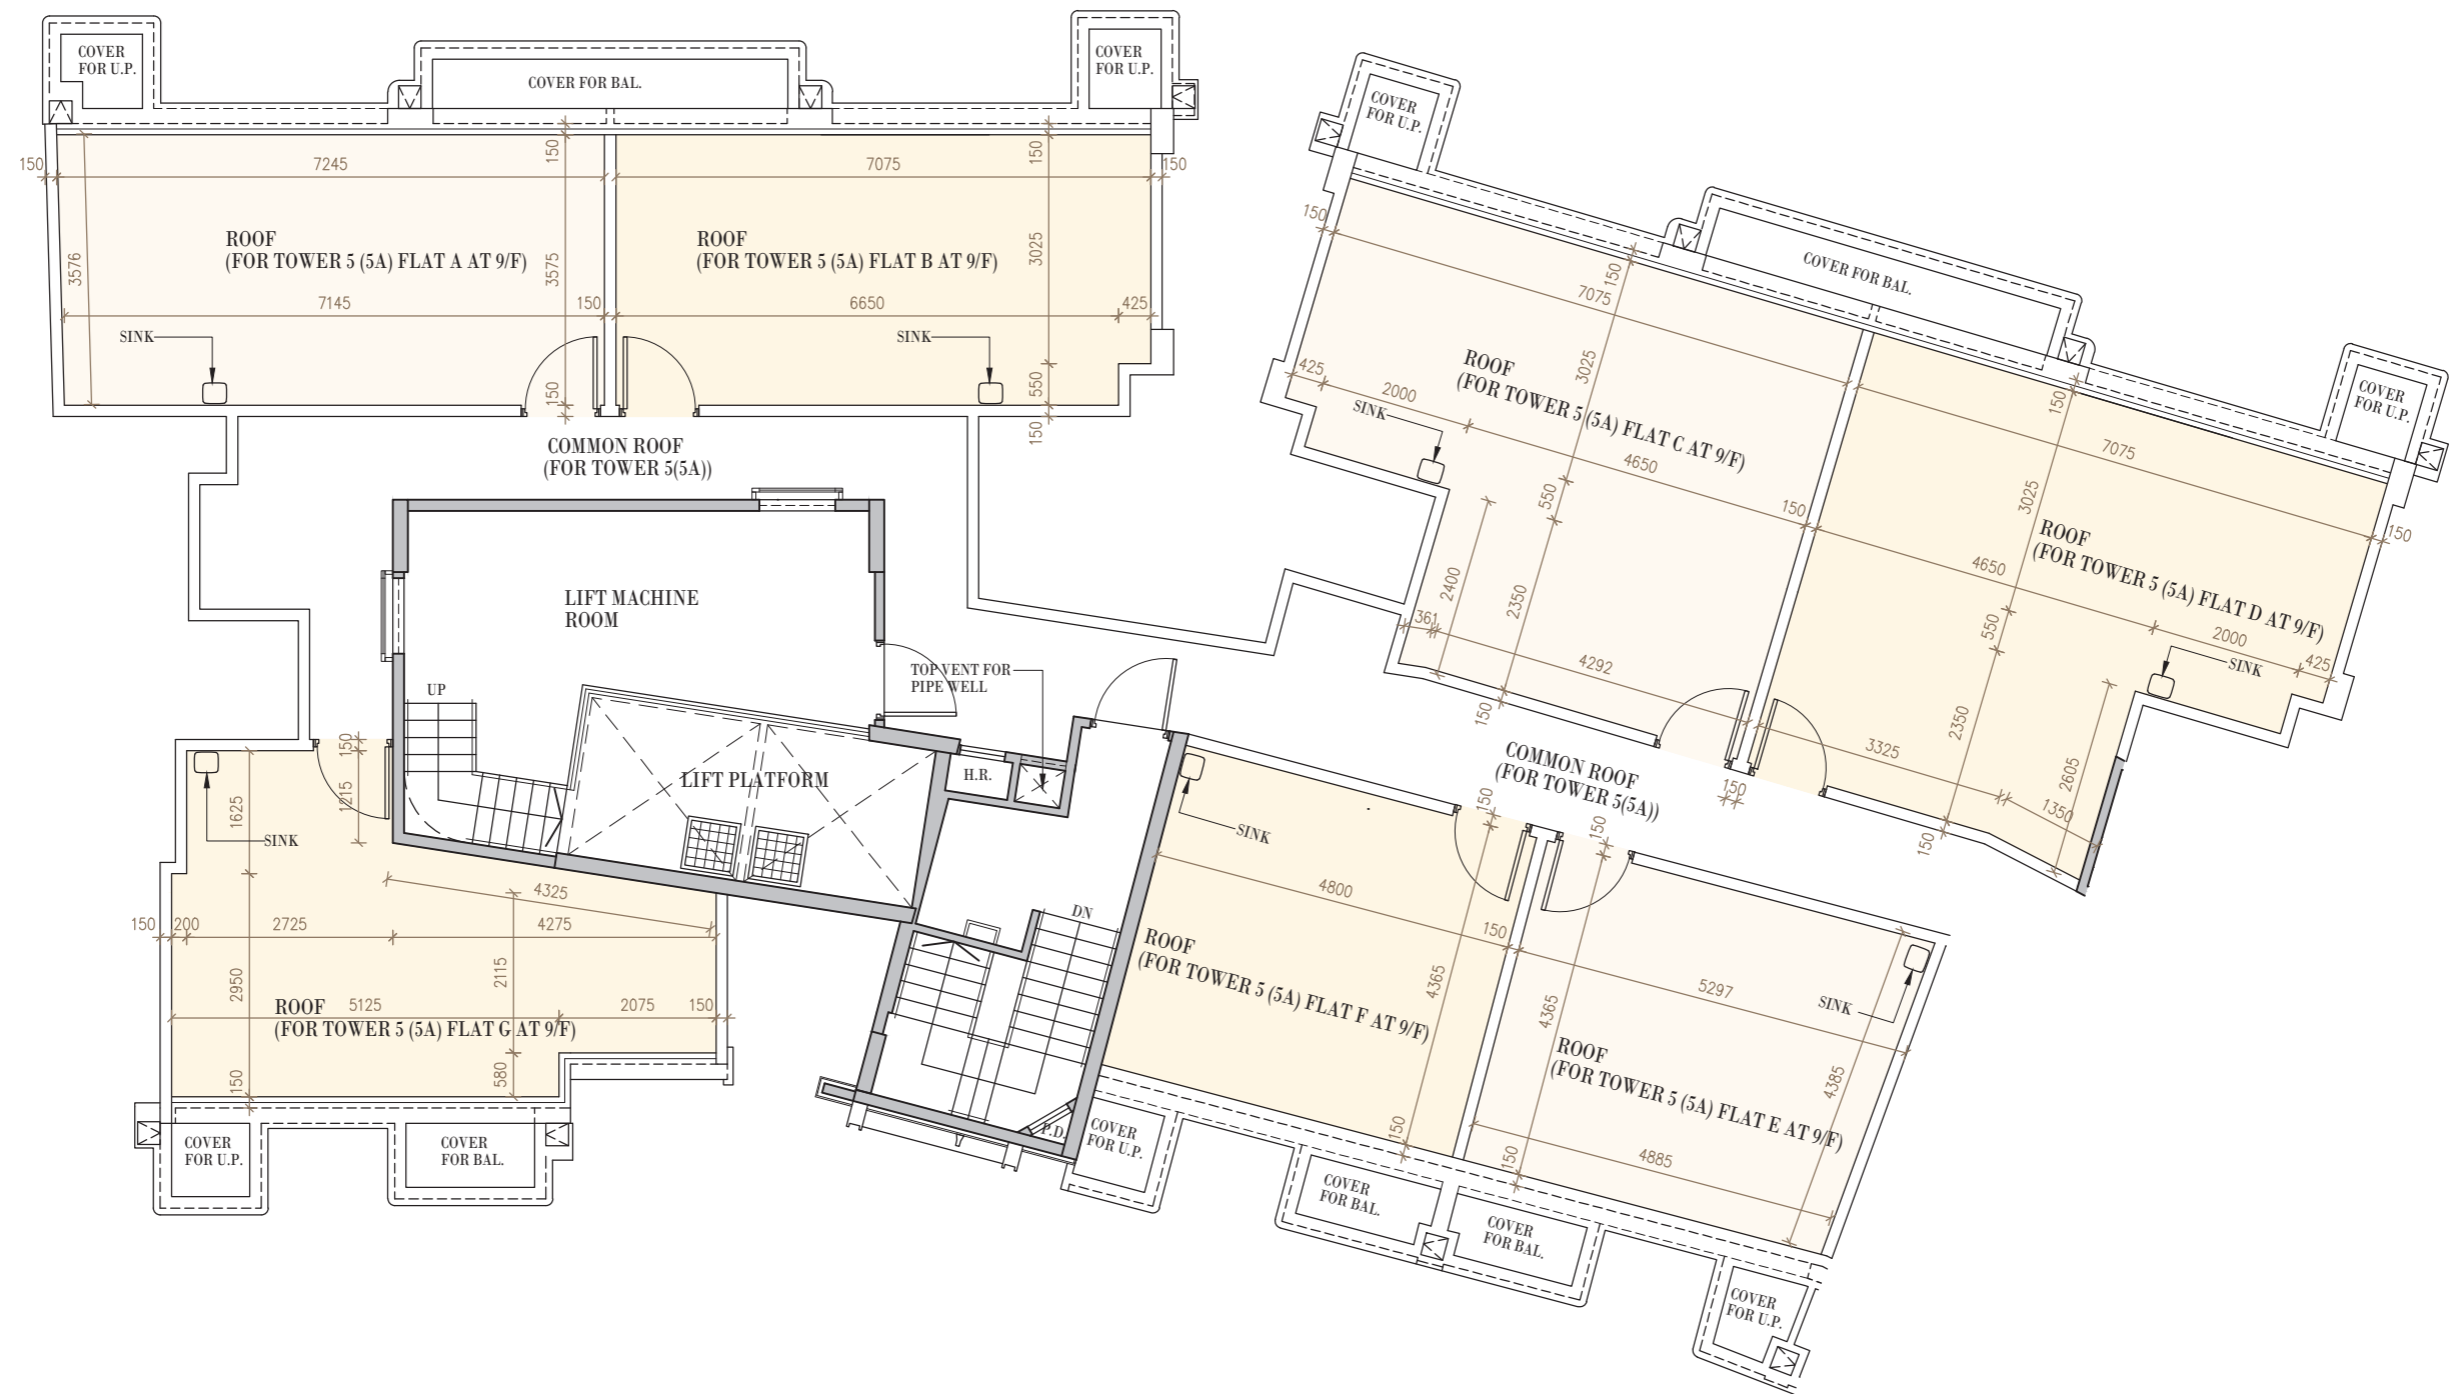 COVER
FOR U.P.
COVER FOR BAL.
COVER
FOR U.P.
150
7245
150
7075
150
150
ROOF
(FOR TOWER 5 (5A) FLAT A AT 9/F)
3576
3575
7145
150
150
SINK
ROOF
(FOR TOWER 5 (5A) FLAT B AT 9/F)
3025
6650
425
550
150
SINK
COMMON ROOF
(FOR TOWER 5(5A))
COVER
FOR U.P.
COVER FOR BAL.
COVER
FOR U.P.
150
150
7075
3025
ROOF
(FOR TOWER 5 (5A) FLAT C AT 9/F)
425
2000
SINK
4650
150
550
2400
2350
361
4292
150
150
7075
3025
150
ROOF
(FOR TOWER 5 (5A) FLAT D AT 9/F)
4650
550
2000
425
SINK
2350
3325
2605
1350
150
150
LIFT MACHINE
ROOM
UP
TOP VENT FOR
PIPE WELL
LIFT PLATFORM
H.R.
COMMON ROOF
(FOR TOWER 5(5A))
150
1215
1625
SINK
4325
150
200
2725
4275
2950
2115
ROOF
(FOR TOWER 5 (5A) FLAT G AT 9/F)
5125
2075
150
580
150
COVER
FOR U.P.
COVER
FOR BAL.
DN
P.D.
SINK
150
150
4800
150
ROOF
(FOR TOWER 5 (5A) FLAT F AT 9/F)
4365
150
4365
5297
SINK
ROOF
(FOR TOWER 5 (5A) FLAT E AT 9/F)
4385
4885
150
COVER
FOR U.P.
COVER
FOR BAL.
COVER
FOR BAL.
COVER
FOR U.P.